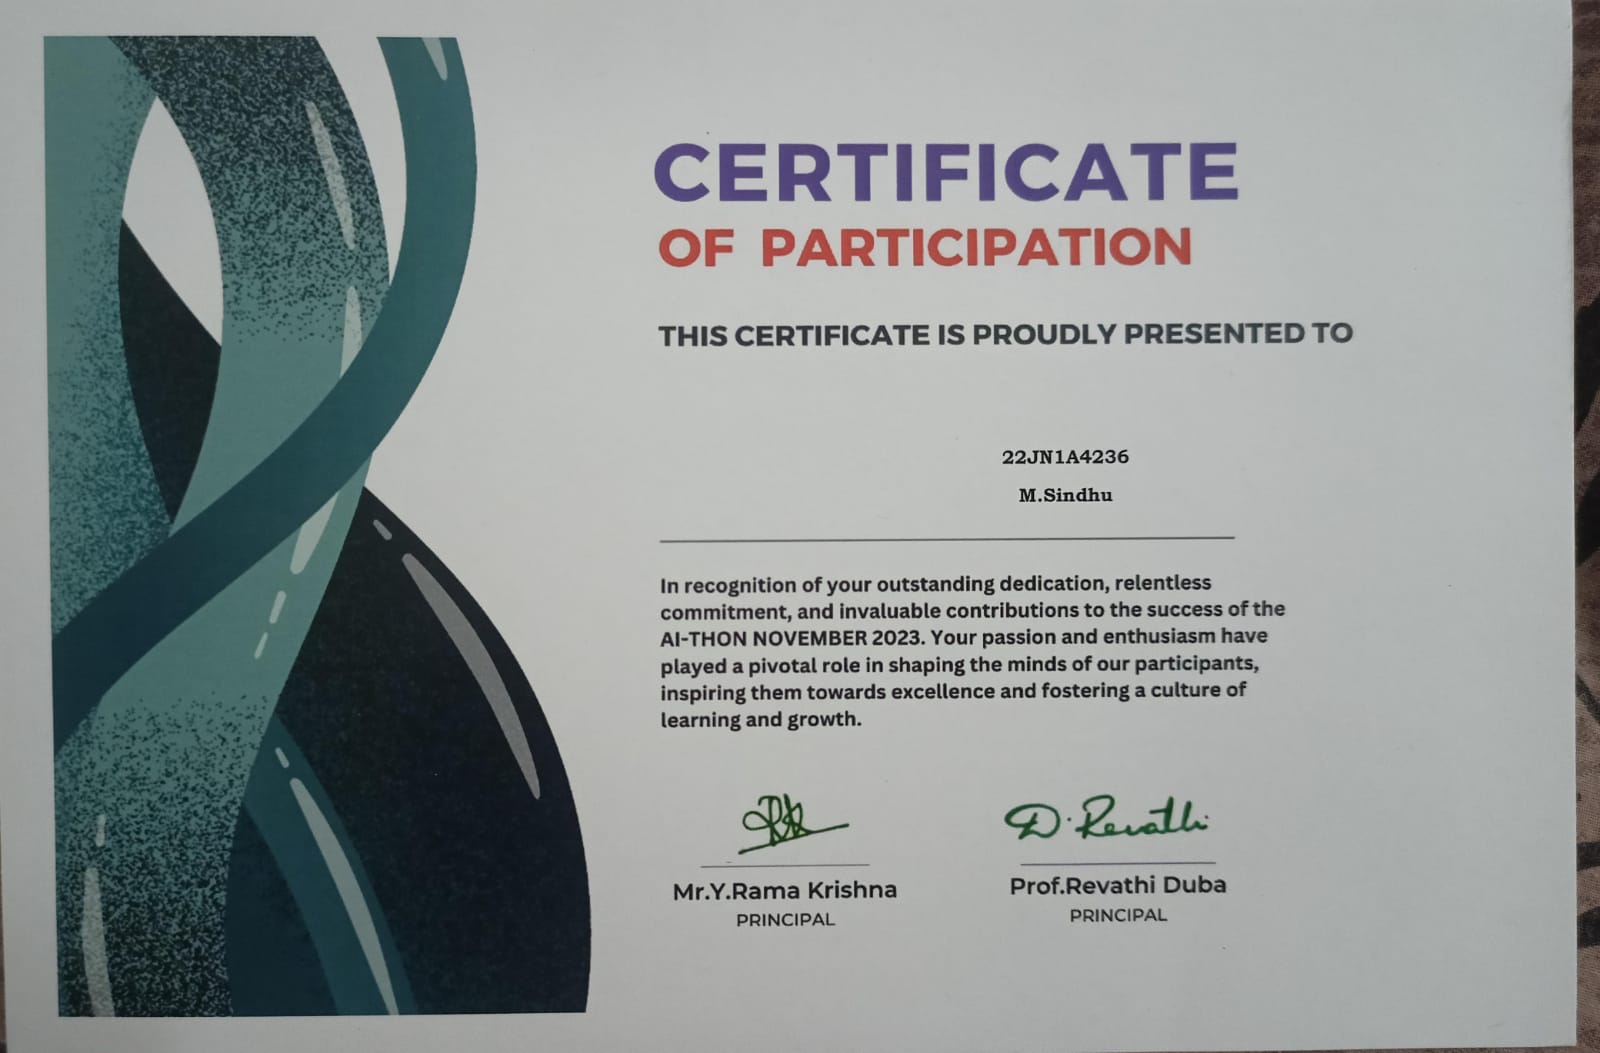 CERTIFICATE
OF PARTICIPATION
THIS CERTIFICATE IS PROUDLY PRESENTED TO
22JN1A4236
M.Sindhu
In recognition of your outstanding dedication, relentless
commitment, and invaluable contributions to the success of the
AI-THON NOVEMBER 2023. Your passion and enthusiasm have
played a pivotal role in shaping the minds of our participants,
inspiring them towards excellence and fostering a culture of
learning and growth.
D. Revathi
Mr.Y.Rama Krishna
PRINCIPAL
Prof.Revathi Duba
PRINCIPAL